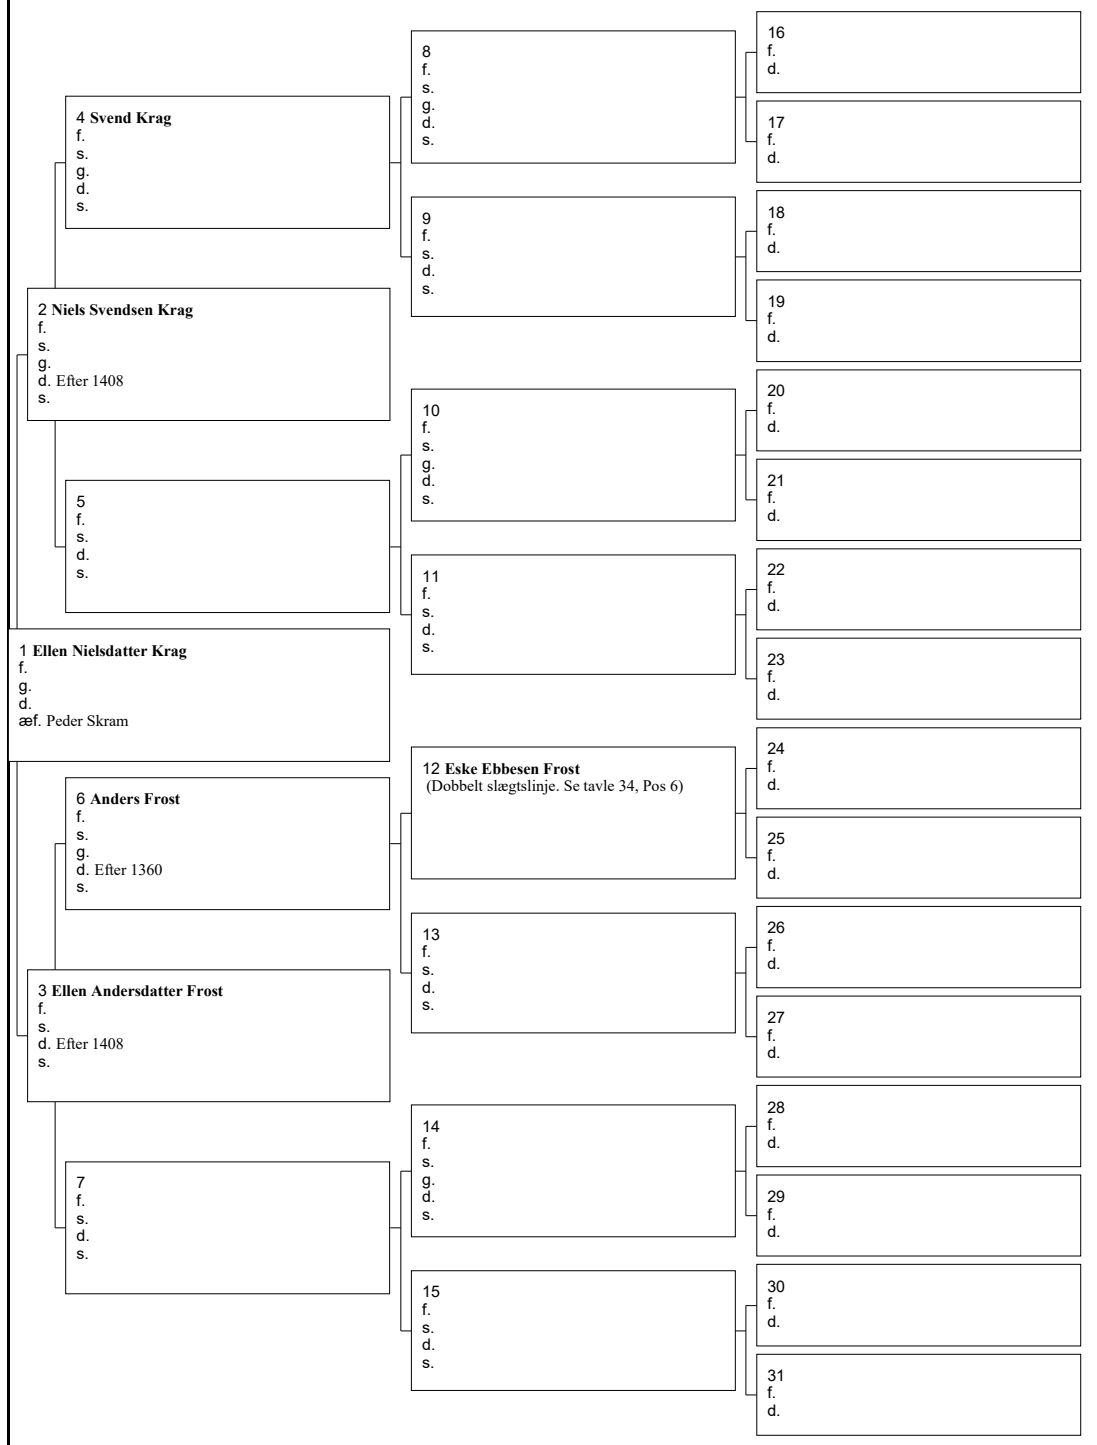 16
f.
d.
8
f.
s.
g.
d.
s.
17
f.
d.
4 Svend Krag
f.
s.
g.
d.
s.
18
f.
d.
9
f.
s.
d.
s.
19
f.
d.
2 Niels Svendsen Krag
f.
s.
g.
d. Efter 1408
s.
20
f.
d.
10
f.
s.
g.
d.
s.
21
f.
d.
5
f.
s.
d.
s.
22
f.
d.
11
f.
s.
d.
s.
23
f.
d.
1 Ellen Nielsdatter Krag
f.
g.
d.
æf. Peder Skram
24
f.
d.
12 Eske Ebbesen Frost
(Dobbelt slægtslinje. Se tavle 34, Pos 6)
6 Anders Frost
f.
s.
g.
d. Efter 1360
s.
25
f.
d.
26
f.
d.
13
f.
s.
d.
s.
27
f.
d.
3 Ellen Andersdatter Frost
f.
s.
d. Efter 1408
s.
28
f.
d.
14
f.
s.
g.
d.
s.
29
f.
d.
7
f.
s.
d.
s.
30
f.
d.
15
f.
s.
d.
s.
31
f.
d.